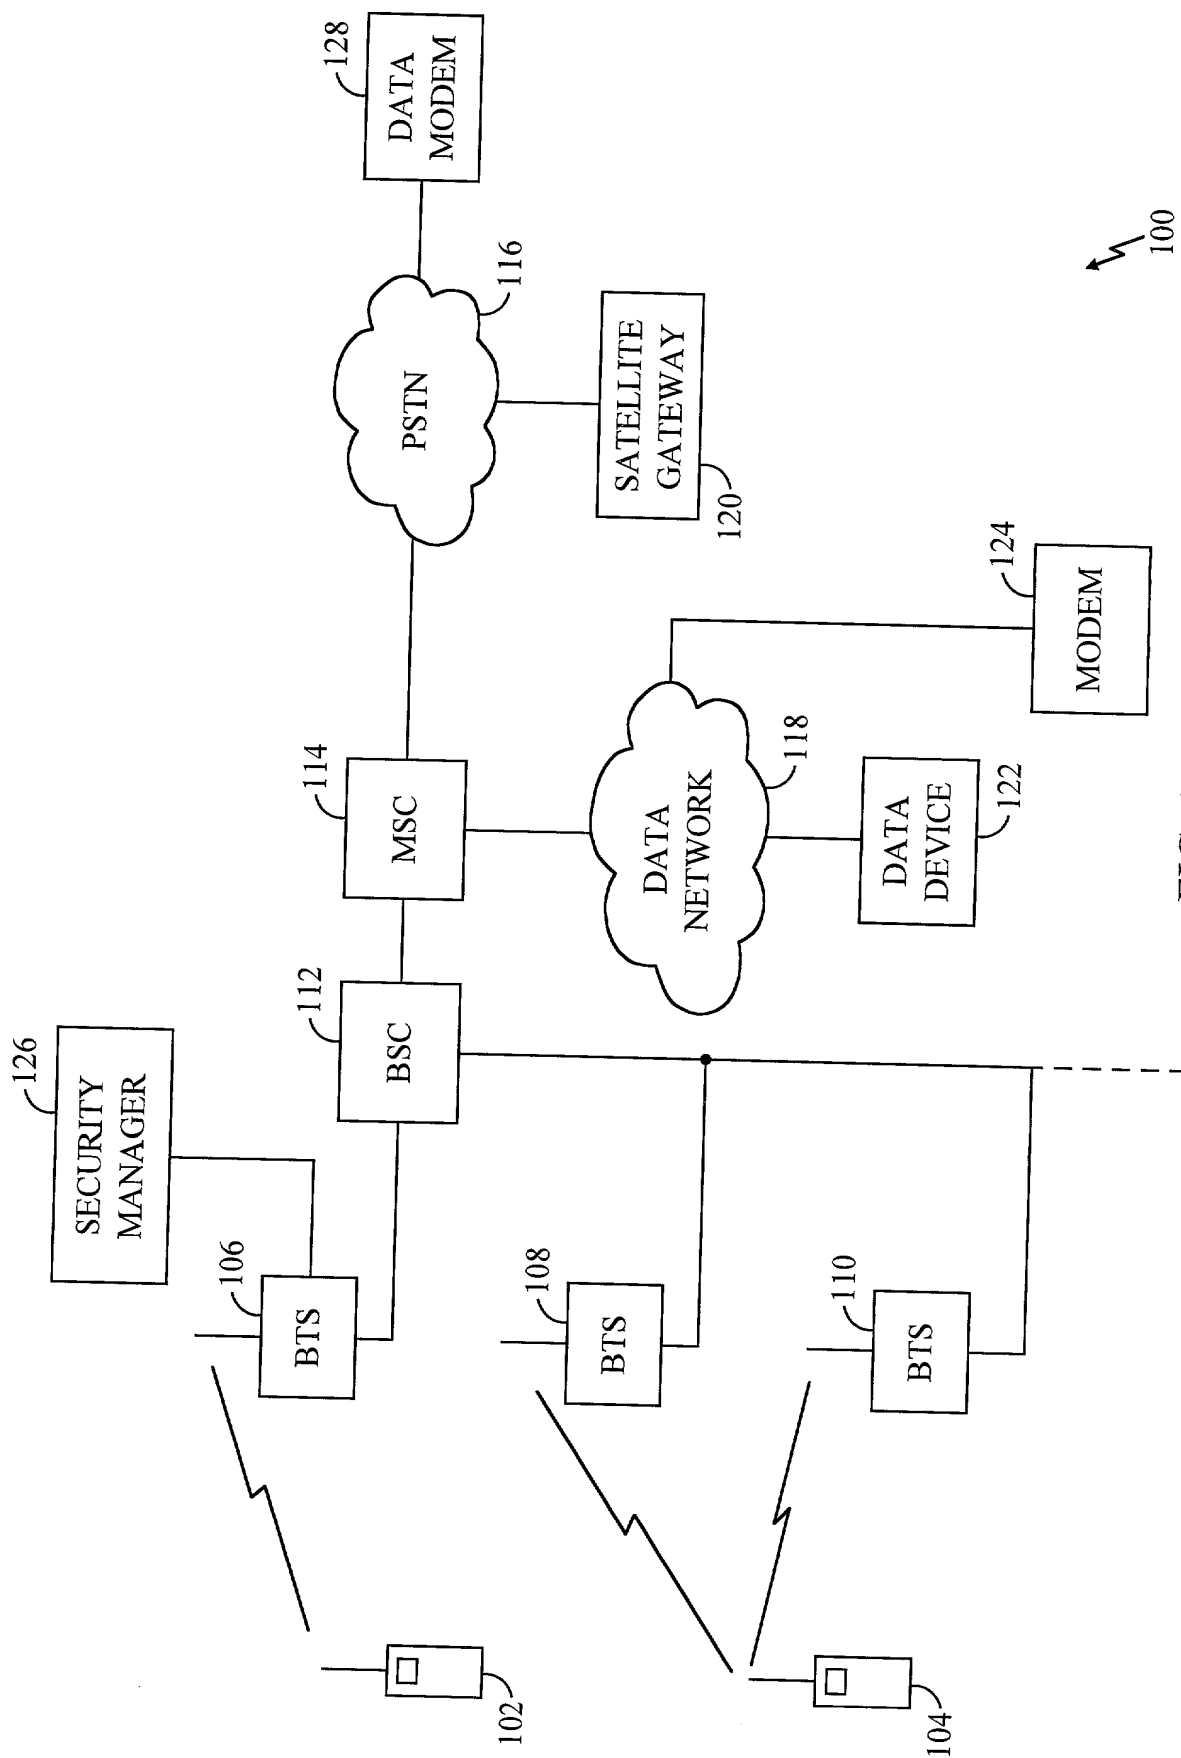 126
SECURITY
MANAGER
106
BTS
112
BSC
114
MSC
116
PSTN
128
DATA
MODEM
102
108
BTS
DATA
NETWORK
118
SATELLITE
GATEWAY
120
104
110
BTS
DATA
DEVICE
122
124
MODEM
100